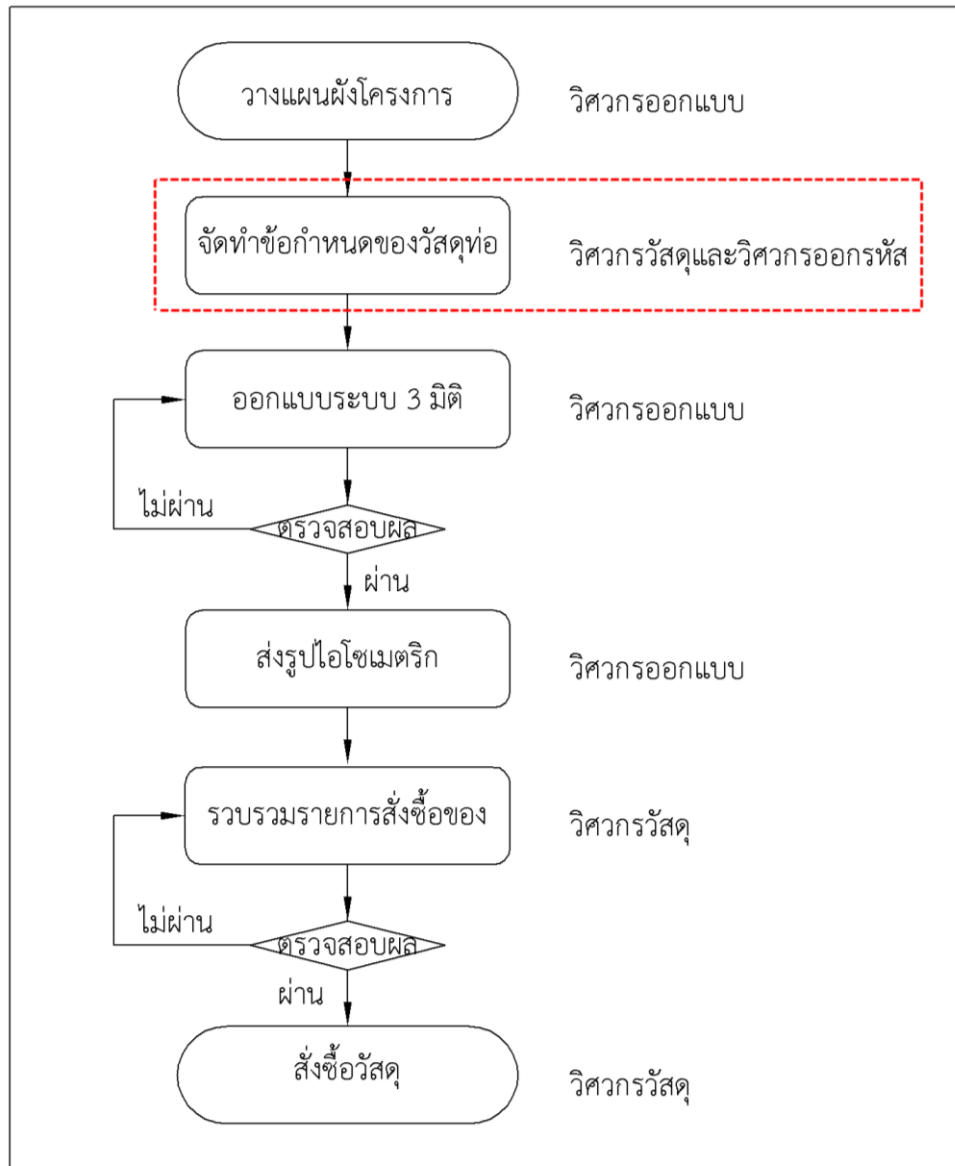 วางแผนผังโครงการ
วิศวกรออกแบบ
จัดทำข้อกำหนดของวัสดุท่อ
วิศวกรวัสดุและวิศวกรออกรหัส
ออกแบบระบบ 3 มิติ
วิศวกรออกแบบ
ไม่ผ่าน
ตรวจสอบผล
ผ่าน
ส่งรูปไอโซเมตริก
วิศวกรออกแบบ
รวบรวมรายการสั่งซื้อของ
วิศวกรวัสดุ
ไม่ผ่าน
ตรวจสอบผล
ผ่าน
สั่งซื้อวัสดุ
วิศวกรวัสดุ